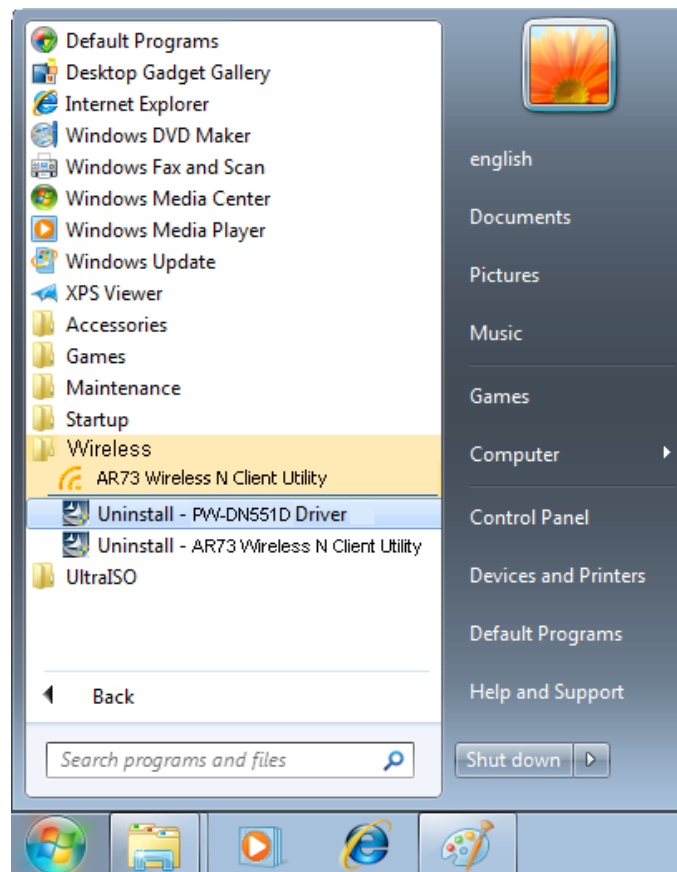 Default Programs
Desktop Gadget Gallery
Internet Explorer
Windows DVD Maker
Windows Fax and Scan
Windows Media Center
Windows Media Player
Windows Update
XPS Viewer
Accessories
Games
Maintenance
Startup
Wireless
AR73 Wireless N Client Utility
Uninstall - PW-DN551D Driver
Uninstall - AR73 Wireless N Client Utility
UltraISO
Back
Search programs and files
english
Documents
Pictures
Music
Games
Computer
Control Panel
Devices and Printers
Default Programs
Help and Support
Shut down